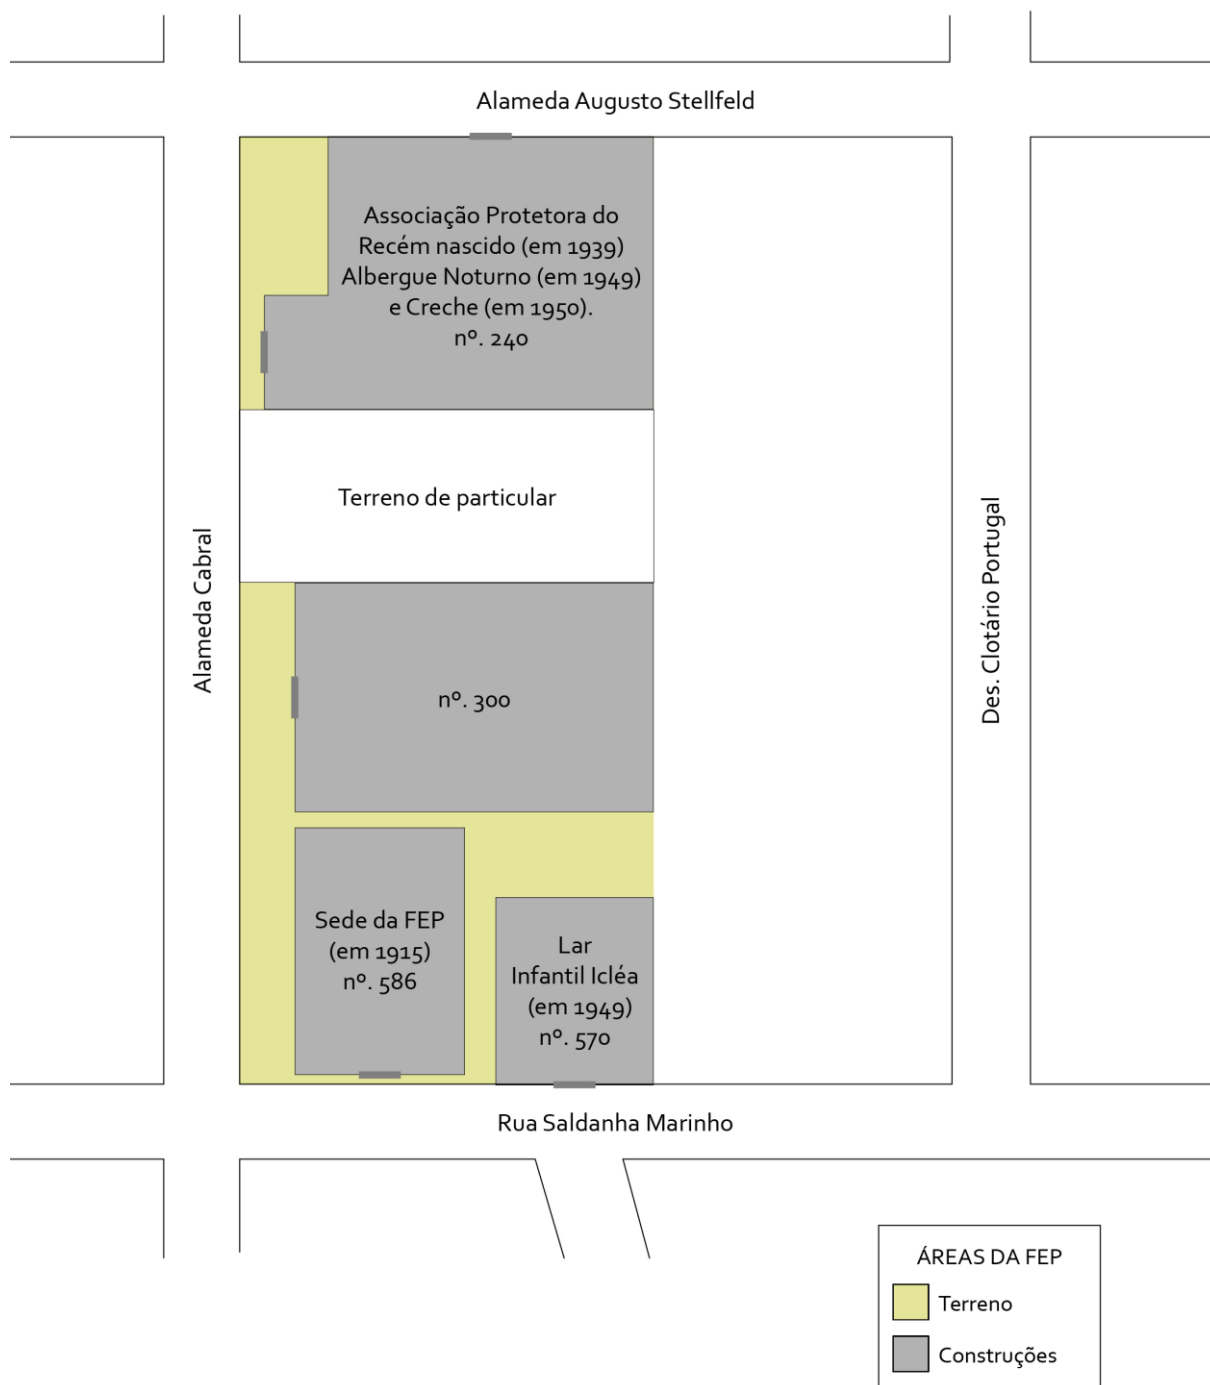 Alameda Augusto Stellfeld
Associação Protetora do
Recém nascido (em 1939)
Albergue Noturno (em 1949)
e Creche (em 1950).
nº. 240
Terreno de particular
Alameda Cabral
Des. Clotário Portugal
nº. 300
Sede da FEP
(em 1915)
nº. 586
Lar
Infantil Icléa
(em 1949)
nº. 570
Rua Saldanha Marinho
ÁREAS DA FEP
Terreno
Construções